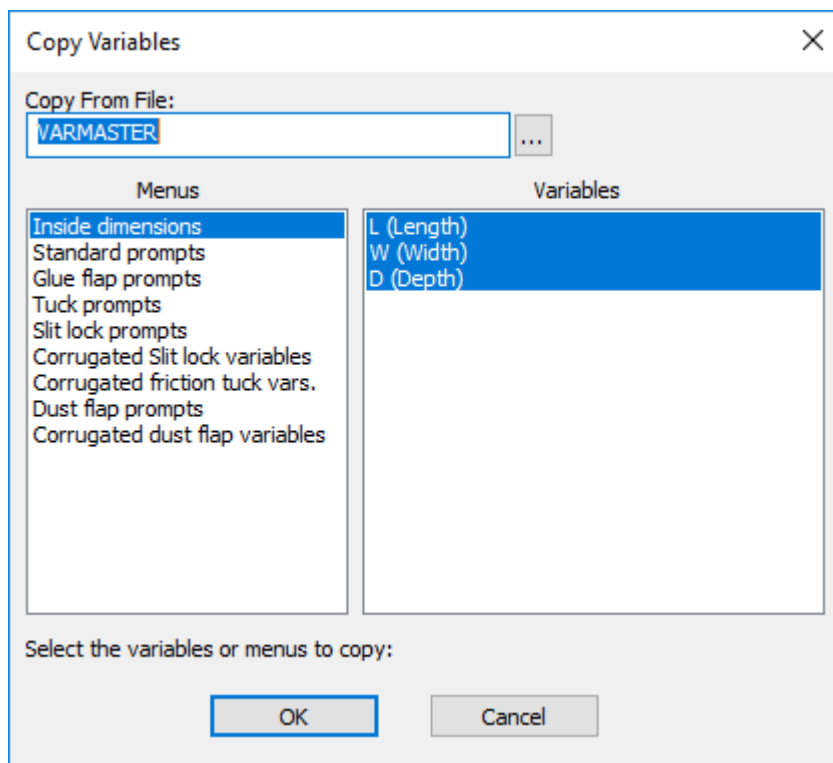 Copy Variables
Copy From File:
VARMASTER
...
Menus
Variables
Inside dimensions
Standard prompts
Glue flap prompts
Tuck prompts
Slit lock prompts
Corrugated Slit lock variables
Corrugated friction tuck vars.
Dust flap prompts
Corrugated dust flap variables
L (Length)
W (Width)
D (Depth)
Select the variables or menus to copy:
OK
Cancel